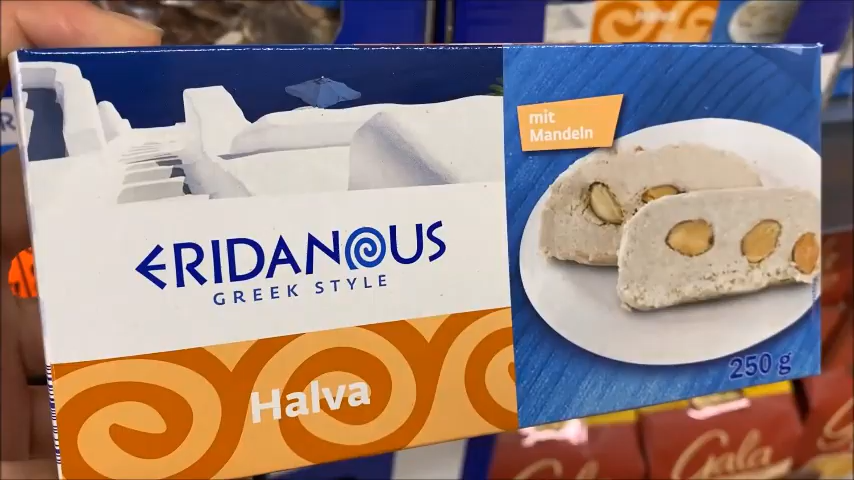 ERIDANOUS
GREEK STYLE
Halva
mit
Mandeln
250 g
Gala